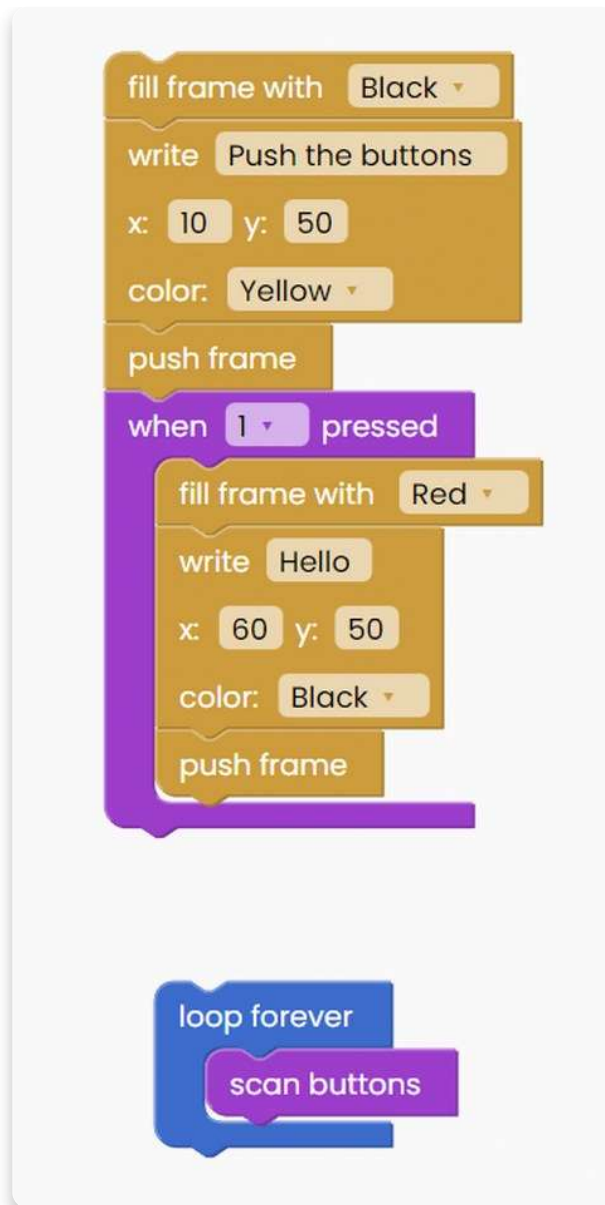 fill frame with Black
write Push the buttons
x: 10 y: 50
color: Yellow
push frame
when 1 pressed
fill frame with Red
write Hello
x: 60 y: 50
color: Black
push frame
loop forever
scan buttons